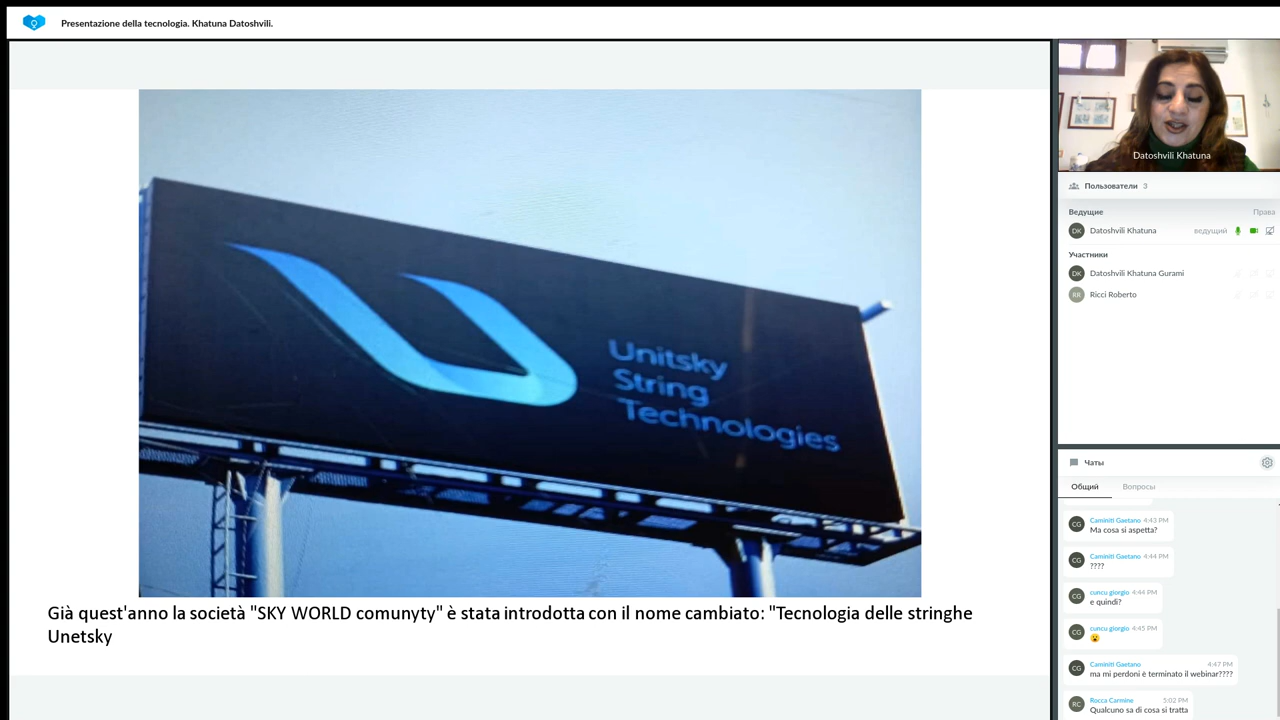 Presentazione della tecnologia. Khatuna Datoshvili.
Unitsky
String
Technologies
Già quest'anno la società "SKY WORLD comunyty" è stata introdotta con il nome cambiato: "Tecnologia delle stringhe
Unetsky
Datoshvili Khatuna
Пользователи 3
Ведущие Права
DK Datoshvili Khatuna ведущий
Участники
DK Datoshvili Khatuna Gurami
RR Ricci Roberto
Чаты
Общий Вопросы
CG Caminiti Gaetano 4:43 PM
Ma cosa si aspetta?
CG Caminiti Gaetano 4:44 PM
????
CG cuncu giorgio 4:44 PM
e quindi?
CG cuncu giorgio 4:45 PM
😮
CG Caminiti Gaetano 4:47 PM
ma mi perdoni è terminato il webinar????
RC Rocca Carmine 5:02 PM
Qualcuno sa di cosa si tratta